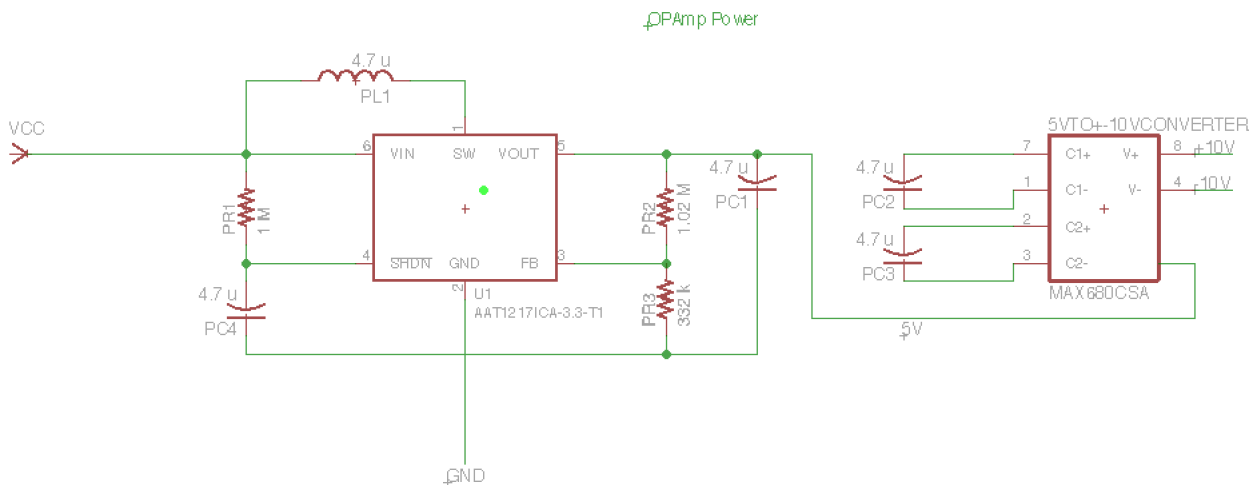 OPAmp Power
4.7 u
PL1
VCC
1
6 VIN SW VOUT 5
PR1
1 M
4 SHDN GND FB 3
2
U1
AAT1217ICA-3.3-T1
4.7 u
PC4
PR2
1.02 M
PR3
332 k
4.7 u
PC1
GND
5VTO+-10VCONVERTER
4.7 u
PC2
7 C1+ V+ 8 +10V
1 C1- V- 4 -10V
4.7 u
PC3
2 C2+
3 C2-
MAX680CSA
5V